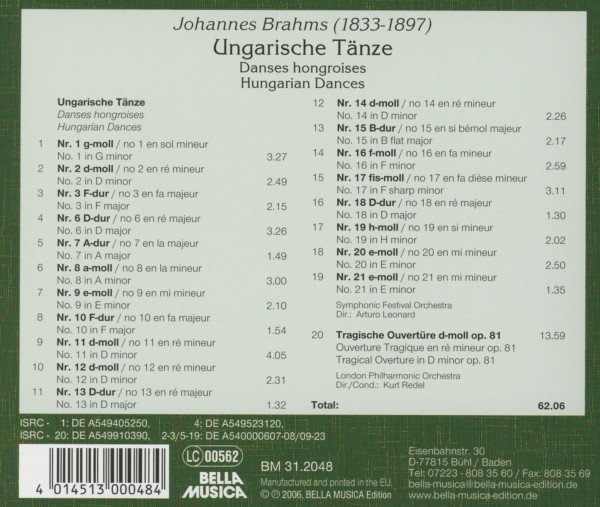 Johannes Brahms (1833-1897)
Ungarische Tänze
Danses hongroises
Hungarian Dances
Ungarische Tänze
Danses hongroises
Hungarian Dances
1 Nr. 1 g-moll / no 1 en sol mineur
No. 1 in G minor 3.27
2 Nr. 2 d-moll / no 2 en ré mineur
No. 2 in D minor 2.49
3 Nr. 3 F-dur / no 3 en fa majeur
No. 3 in F major 2.15
4 Nr. 6 D-dur / no 6 en ré majeur
No. 6 in D major 3.26
5 Nr. 7 A-dur / no 7 en la majeur
No. 7 in A major 1.49
6 Nr. 8 a-moll / no 8 en la mineur
No. 8 in A minor 3.00
7 Nr. 9 e-moll / no 9 en mi mineur
No. 9 in E minor 2.10
8 Nr. 10 F-dur / no 10 en fa majeur
No. 10 in F major 1.54
9 Nr. 11 d-moll / no 11 en ré mineur
No. 11 in D minor 4.05
10 Nr. 12 d-moll / no 12 en ré mineur
No. 12 in D minor 2.31
11 Nr. 13 D-dur / no 13 en ré majeur
No. 13 in D major 1.32
12 Nr. 14 d-moll / no 14 en ré mineur
No. 14 in D minor 2.26
13 Nr. 15 B-dur / no 15 en si bérnol majeur
No. 15 in B flat major 2.17
14 Nr. 16 f-moll / no 16 en fa mineur
No. 16 in F minor 2.59
15 Nr. 17 fis-moll / no 17 en fa dièse mineur
No. 17 in F sharp minor 3.11
16 Nr. 18 D-dur / no 18 en ré majeur
No. 18 in D major 1.30
17 Nr. 19 h-moll / no 19 en si mineur
No. 19 in H minor 2.02
18 Nr. 20 e-moll / no 20 en mi mineur
No. 20 in E minor 2.50
19 Nr. 21 e-moll / no 21 en mi mineur
No. 21 in E minor 1.35
Symphonic Festival Orchestra
Dir.: Arturo Leonard
20 Tragische Ouvertüre d-moll op. 81 13.59
Ouverture Tragique en ré mineur op. 81
Tragical Overture in D minor op. 81
London Philharmonic Orchestra
Dir./Cond.: Kurt Redel
Total: 62.06
ISRC - 1: DE A549405250, 4: DE A549523120,
ISRC - 20: DE A549910390, 2-3/5-19: DE A540000607-08/09-23
4 014513 000484
LC 00562
BELLA
MUSICA
BM 31.2048
Manufactured and printed in the EU.
© ℗ 2006, BELLA MUSICA Edition
Eisenbahnstr. 30
D-77815 Bühl / Baden
Tel: 07223 - 808 35 60 / Fax: 808 35 69
bella-musica@bella-musica-edition.de
www.bella-musica-edition.de